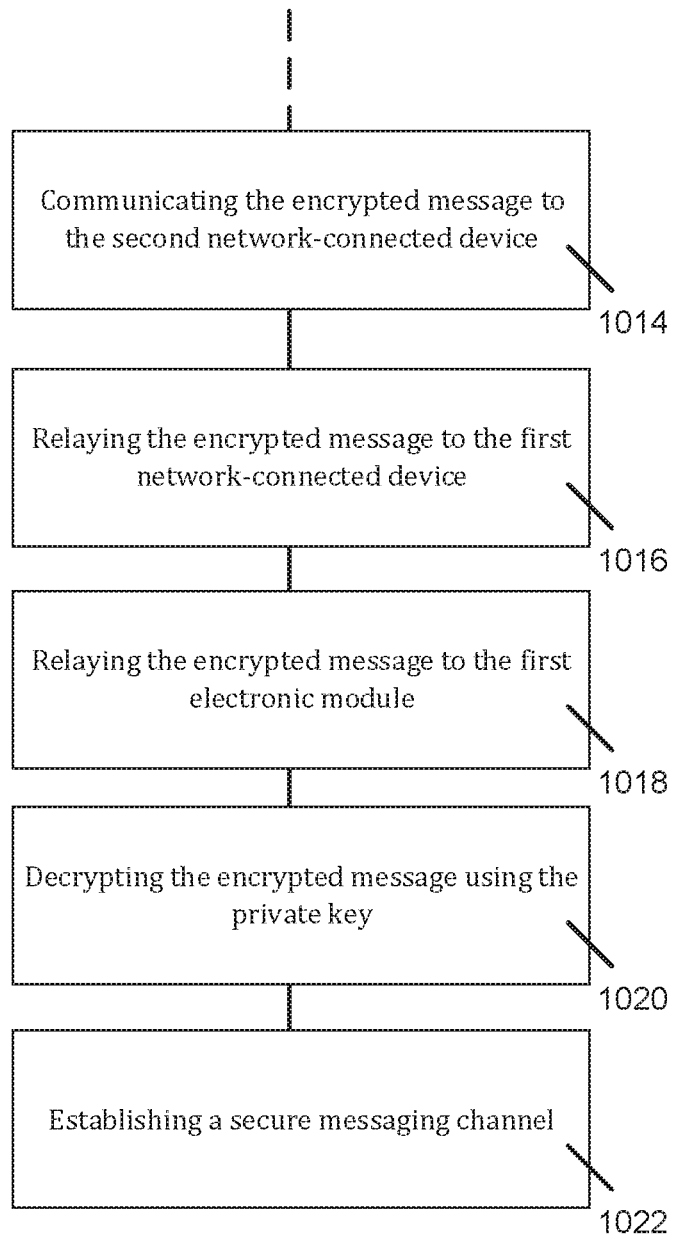 Communicating the encrypted message to
the second network-connected device
1014
Relaying the encrypted message to the first
network-connected device
1016
Relaying the encrypted message to the first
electronic module
1018
Decrypting the encrypted message using the
private key
1020
Establishing a secure messaging channel
1022